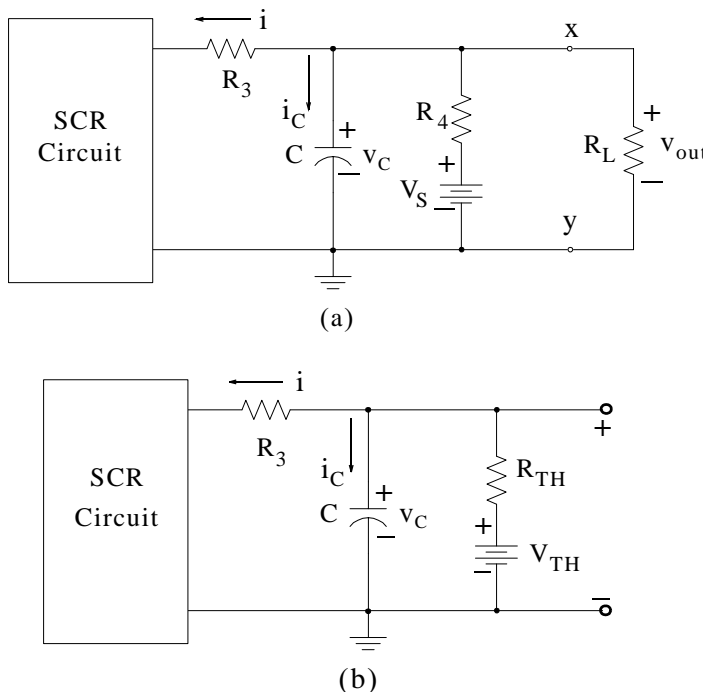 i
x
R3
SCR
Circuit
iC
+
C
vC
−
R4
+
VS
−
RL
+
vout
−
y
(a)
i
R3
+
SCR
Circuit
iC
+
C
vC
−
RTH
+
VTH
−
−
(b)